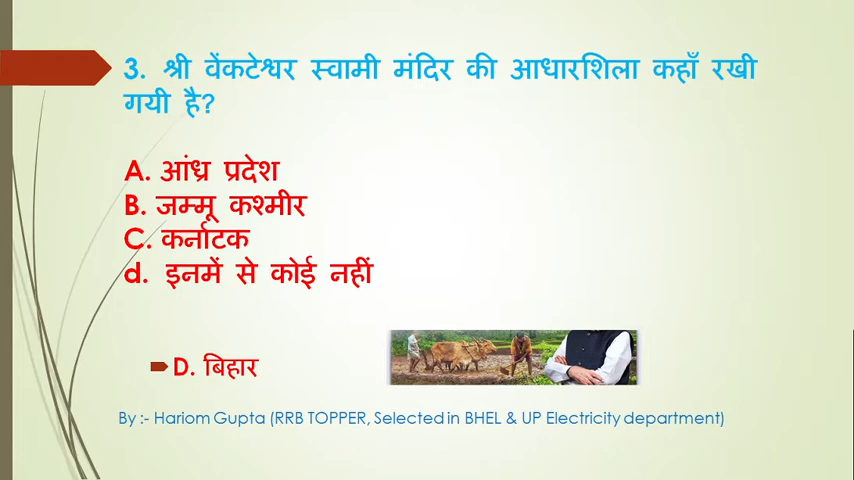 3. श्री वेंकटेश्वर स्वामी मंदिर की आधारशिला कहाँ रखी
गयी है?
A. आंध्र प्रदेश
B. जम्मू कश्मीर
C. कर्नाटक
d. इनमें से कोई नहीं
D. बिहार
By :- Hariom Gupta (RRB TOPPER, Selected in BHEL & UP Electricity department)